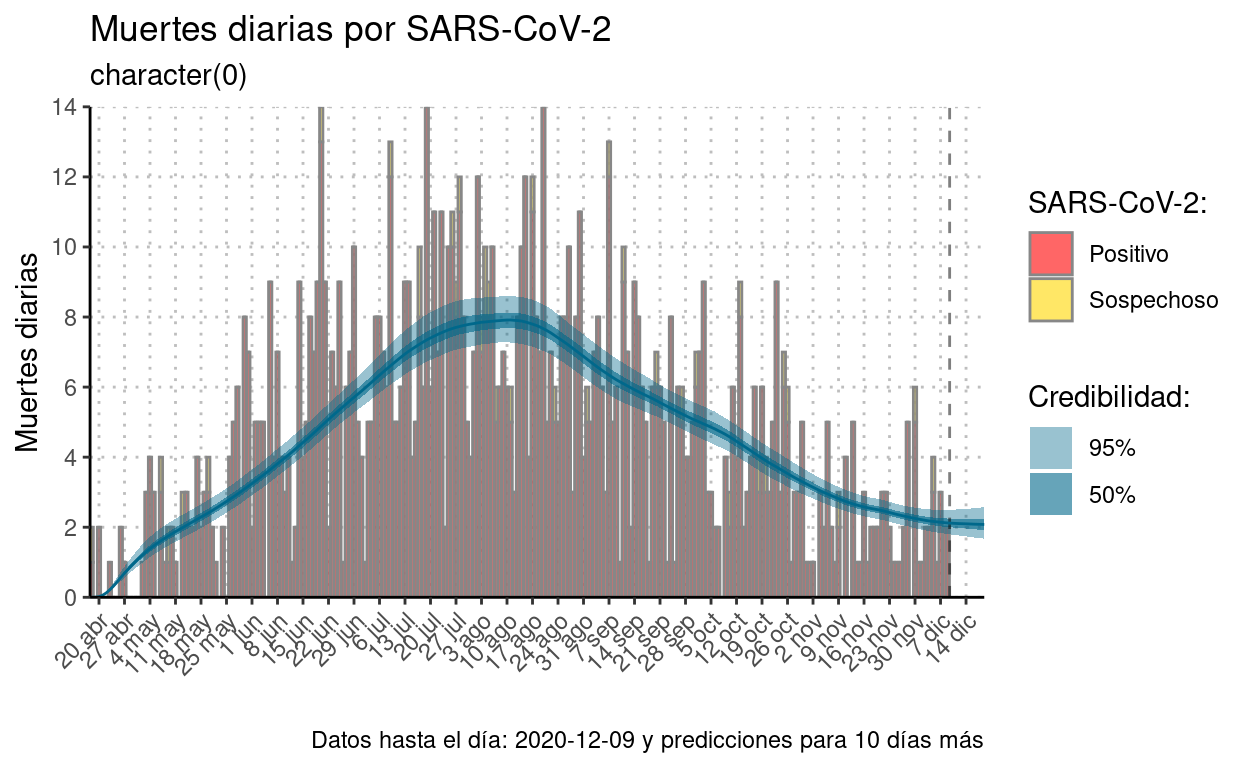 Muertes diarias por SARS-CoV-2
character(0)
Muertes diarias
14
12
10
8
6
4
2
0
20 abr
27 abr
4 may
11 may
18 may
25 may
1 jun
8 jun
15 jun
22 jun
29 jun
6 jul
13 jul
20 jul
27 jul
3 ago
10 ago
17 ago
24 ago
31 ago
7 sep
14 sep
21 sep
28 sep
5 oct
12 oct
19 oct
26 oct
2 nov
9 nov
16 nov
23 nov
30 nov
7 dic
14 dic
SARS-CoV-2:
Positivo
Sospechoso
Credibilidad:
95%
50%
Datos hasta el día: 2020-12-09 y predicciones para 10 días más